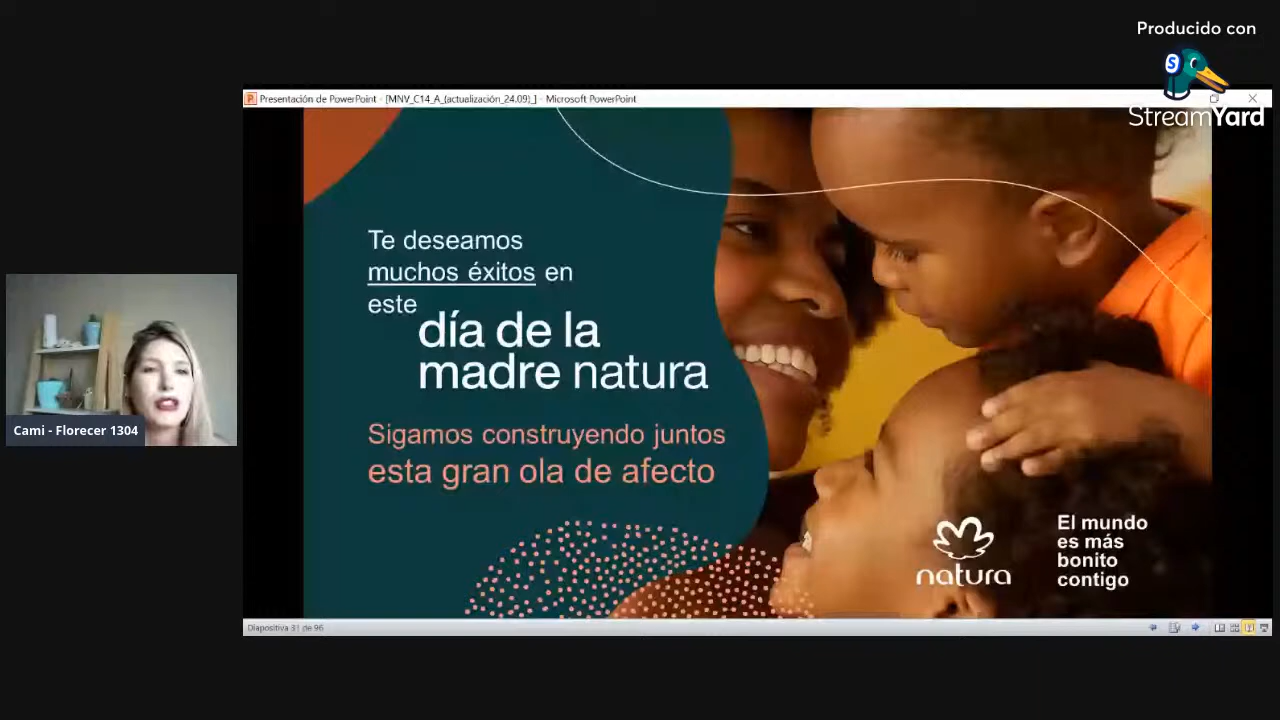 Producido con
S
StreamYard
Presentación de PowerPoint - [MNV_C14_A_(actualización_24.09)_] - Microsoft PowerPoint
Te deseamos
muchos éxitos en
este
día de la
madre natura
Sigamos construyendo juntos
esta gran ola de afecto
natura
El mundo
es más
bonito
contigo
Cami - Florecer 1304
Diapositiva 31 de 96